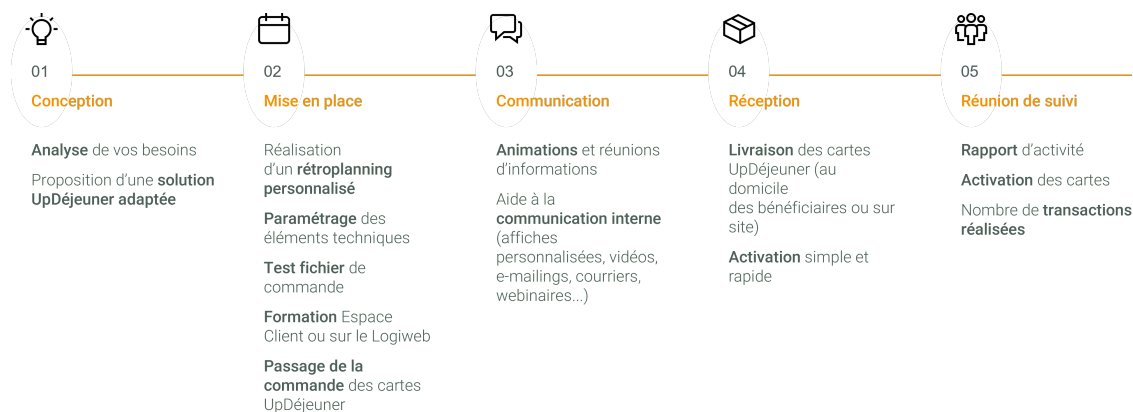 01
Conception
Analyse de vos besoins
Proposition d’une solution
UpDéjeuner adaptée
02
Mise en place
Réalisation
d’un rétroplanning
personnalisé
Paramétrage des
éléments techniques
Test fichier de
commande
Formation Espace
Client ou sur le Logiweb
Passage de la
commande des cartes
UpDéjeuner
03
Communication
Animations et réunions
d’informations
Aide à la
communication interne
(affiches
personnalisées, vidéos,
e-mailings, courriers,
webinaires...)
04
Réception
Livraison des cartes
UpDéjeuner (au
domicile
des bénéficiaires ou sur
site)
Activation simple et
rapide
05
Réunion de suivi
Rapport d’activité
Activation des cartes
Nombre de transactions
réalisées